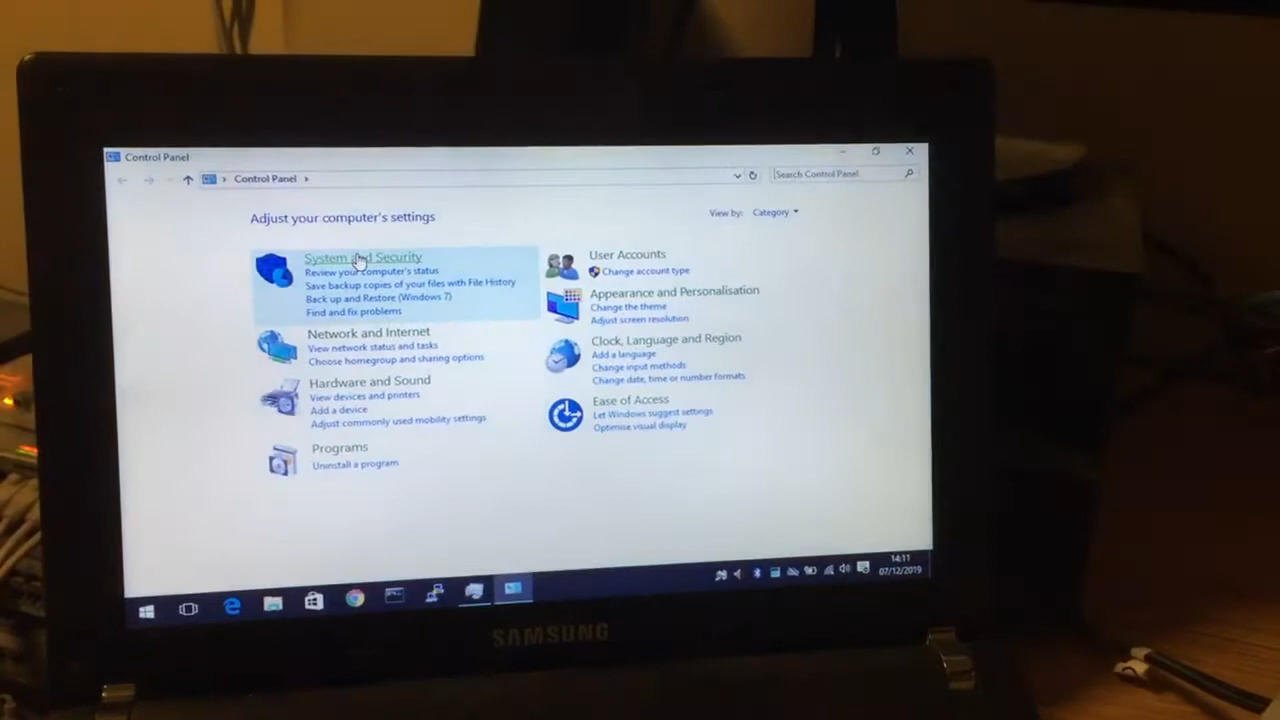 Control Panel
Control Panel
Search Control Panel
Adjust your computer's settings
View by: Category
System and Security
Review your computer's status
Save backup copies of your files with File History
Back up and Restore (Windows 7)
Find and fix problems
Network and Internet
View network status and tasks
Choose homegroup and sharing options
Hardware and Sound
View devices and printers
Add a device
Adjust commonly used mobility settings
Programs
Uninstall a program
User Accounts
Change account type
Appearance and Personalisation
Change the theme
Adjust screen resolution
Clock, Language and Region
Add a language
Change input methods
Change date, time or number formats
Ease of Access
Let Windows suggest settings
Optimise visual display
14:11
07/12/2019
SAMSUNG